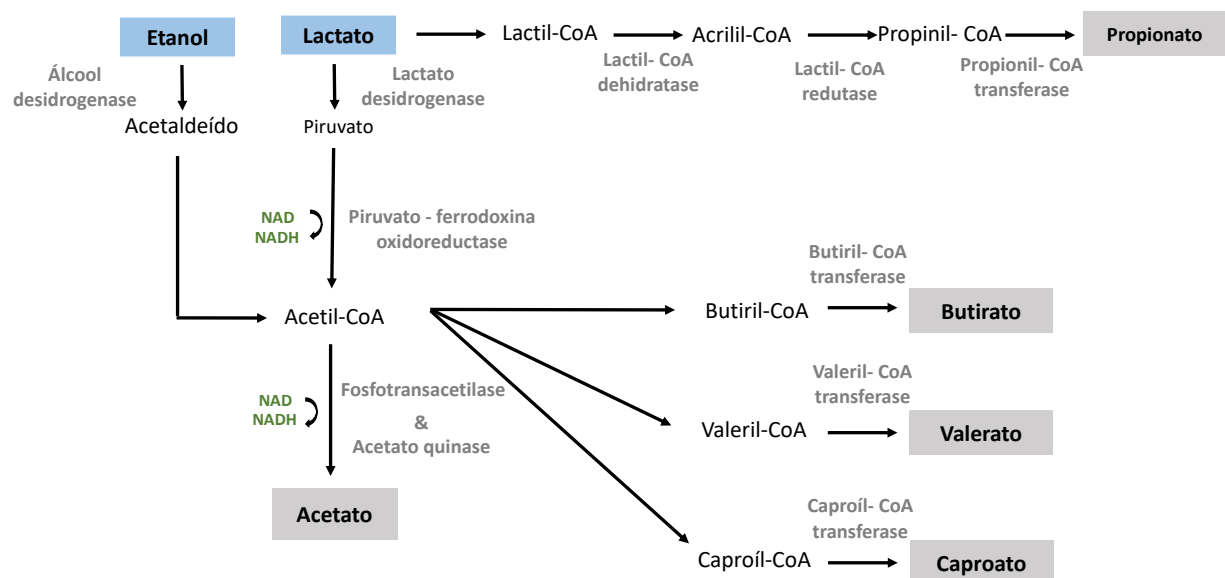 Etanol
Lactato
Lactil-CoA
Acrilil-CoA
Propinil- CoA
Propionato
Álcool
desidrogenase
Lactato
desidrogenase
Lactil- CoA
dehidratase
Lactil- CoA
redutase
Propionil- CoA
transferase
Acetaldeído
Piruvato
NAD
NADH
Piruvato - ferrodoxina
oxidoreductase
Butiril- CoA
transferase
Acetil-CoA
Butiril-CoA
Butirato
NAD
NADH
Fosfotransacetilase
&
Acetato quinase
Valeril- CoA
transferase
Valeril-CoA
Valerato
Acetato
Caproíl- CoA
transferase
Caproíl-CoA
Caproato